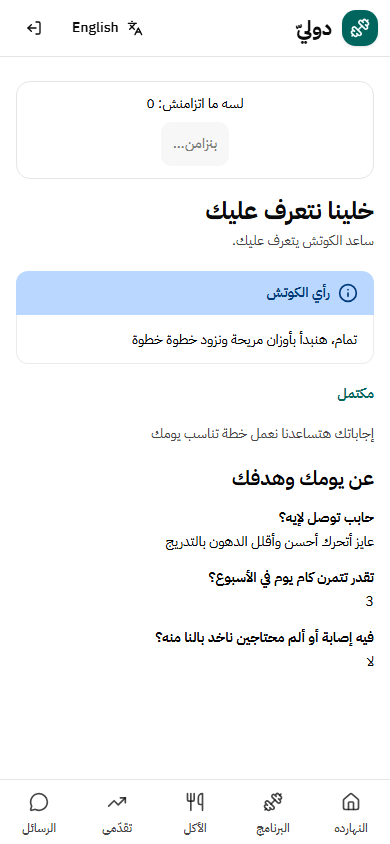 دوليّ
English
لسه ما اتزامنش: 0
بنزامن...
خلينا نتعرف عليك
ساعد الكوتش يتعرف عليك.
رأي الكوتش
تمام، هنبدأ بأوزان مريحة ونزود خطوة خطوة
مكتمل
إجاباتك هتساعدنا نعمل خطة تناسب يومك
عن يومك وهدفك
حابب توصل لإيه؟
عايز أتحرك أحسن وأقلل الدهون بالتدريج
تقدر تتمرن كام يوم في الأسبوع؟
3
فيه إصابة أو ألم محتاجين ناخد بالنا منه؟
لا
النهارده
البرنامج
الأكل
تقدّمى
الرسائل